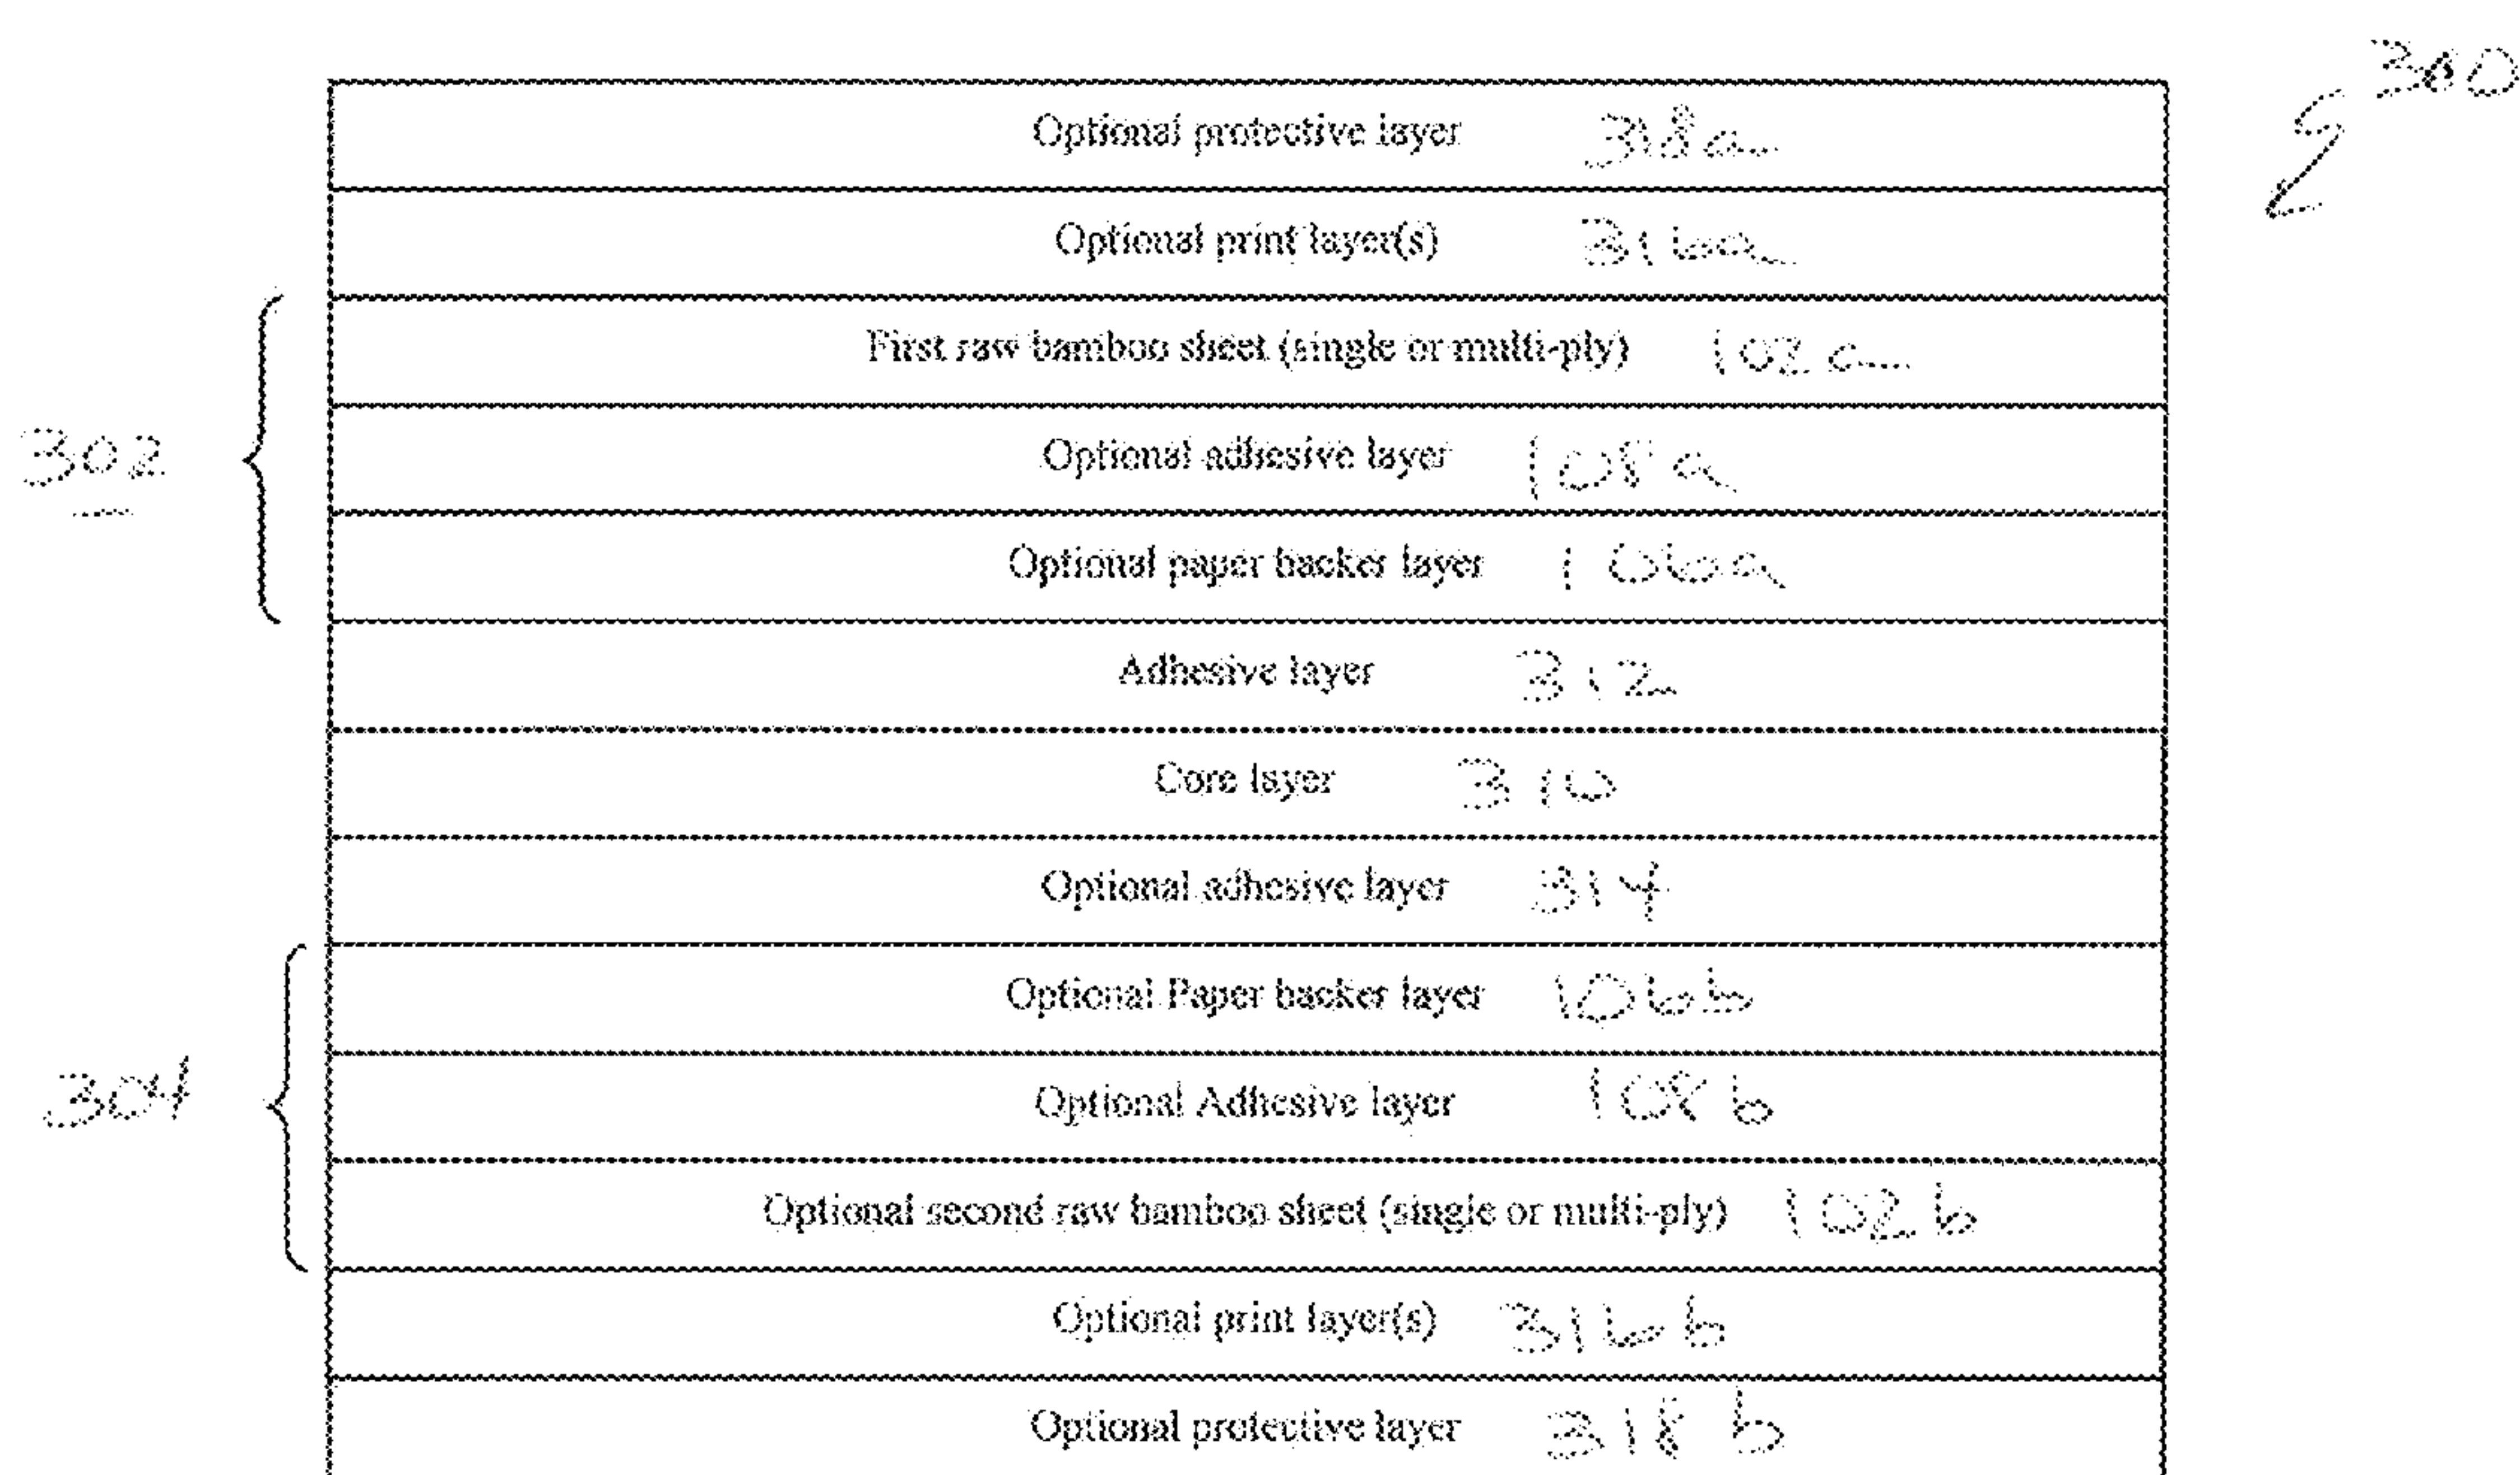 300
Optional protective layer 318a
Optional print layer(s) 316a
First raw bamboo sheet (single or multi-ply) 102a
302
Optional adhesive layer 108a
Optional paper backer layer 106a
Adhesive layer 312
Core layer 310
Optional adhesive layer 314
Optional Paper backer layer 106b
304
Optional Adhesive layer 108b
Optional second raw bamboo sheet (single or multi-ply) 102b
Optional print layer(s) 316b
Optional protective layer 318b